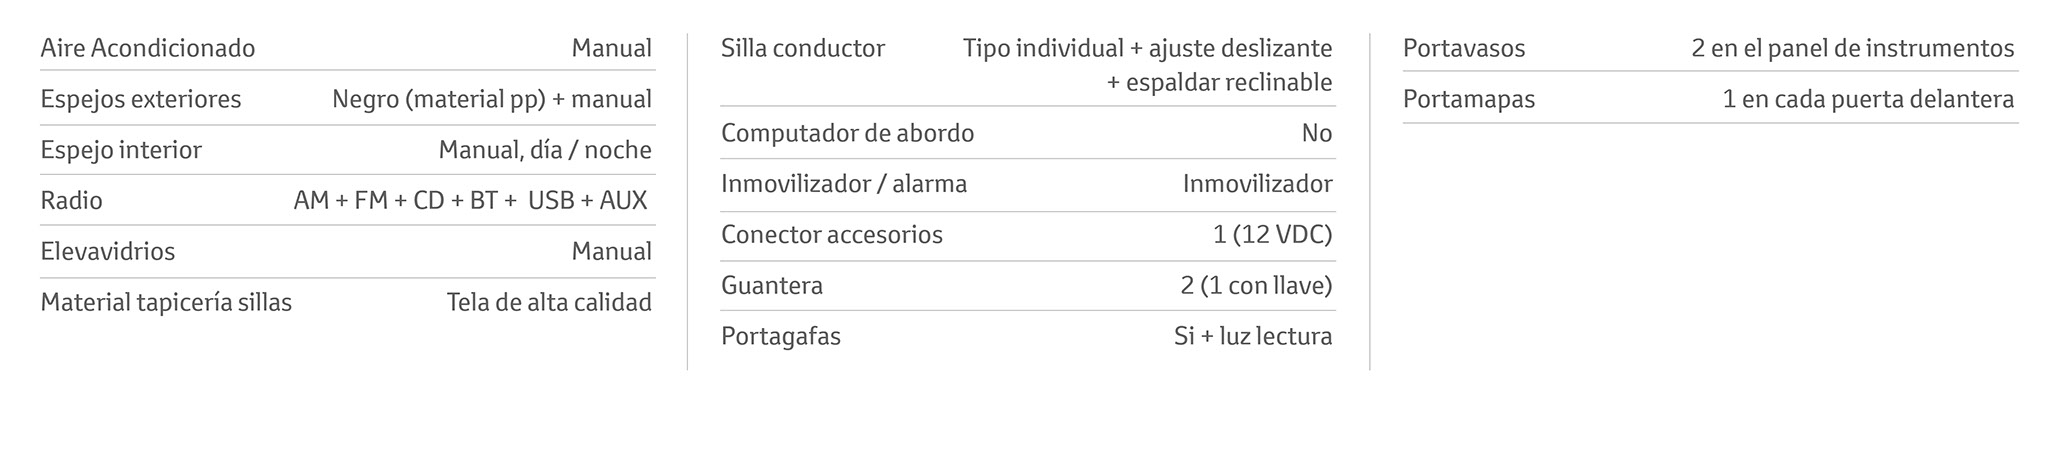 Aire Acondicionado Manual
Espejos exteriores Negro (material pp) + manual
Espejo interior Manual, día / noche
Radio AM + FM + CD + BT + USB + AUX
Elevavidrios Manual
Material tapicería sillas Tela de alta calidad
Silla conductor Tipo individual + ajuste deslizante
+ espaldar reclinable
Computador de abordo No
Inmovilizador / alarma Inmovilizador
Conector accesorios 1 (12 VDC)
Guantera 2 (1 con llave)
Portagafas Si + luz lectura
Portavasos 2 en el panel de instrumentos
Portamapas 1 en cada puerta delantera